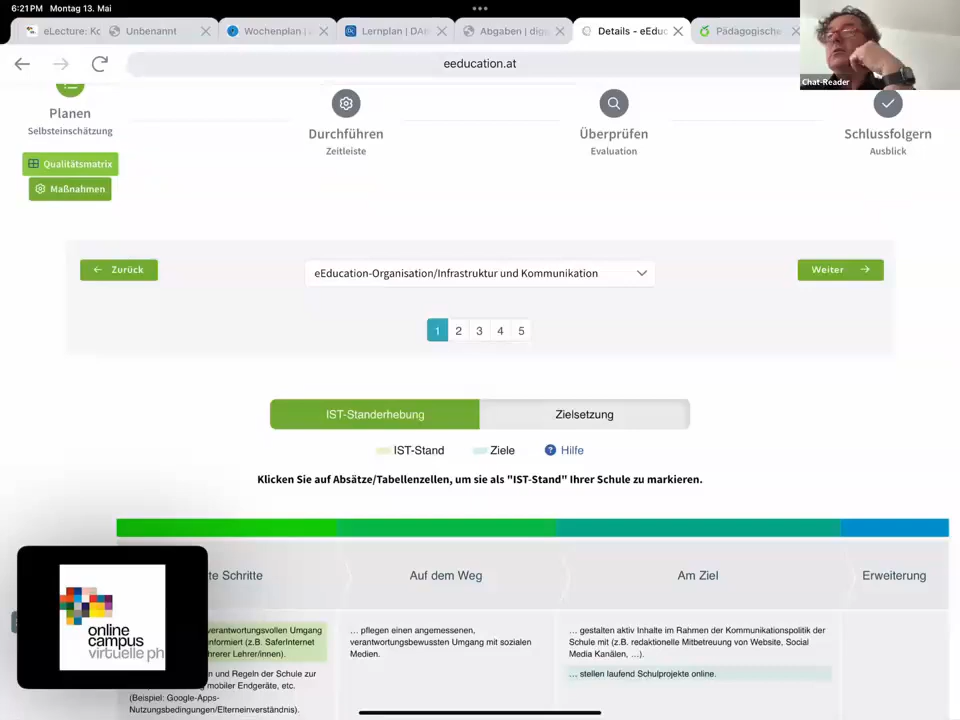 6:21 PM Montag 13. Mai
eLecture: Kc
Unbenannt
Wochenplan |
Lernplan | DA
Abgaben | dig
Details - eEduc
Pädagogische
eeducation.at
Chat-Reader
Planen
Selbsteinschätzung
Durchführen
Zeitleiste
Überprüfen
Evaluation
Schlussfolgern
Ausblick
Qualitätsmatrix
Maßnahmen
Zurück
eEducation-Organisation/Infrastruktur und Kommunikation
Weiter
1 2 3 4 5
IST-Standerhebung
Zielsetzung
IST-Stand
Ziele
Hilfe
Klicken Sie auf Absätze/Tabellenzellen, um sie als "IST-Stand" Ihrer Schule zu markieren.
te Schritte
Auf dem Weg
Am Ziel
Erweiterung
verantwortungsvollen Umgang
formiert (z.B. SaferInternet
hrerer Lehrer/innen).
n und Regeln der Schule zur
mobiler Endgeräte, etc.
(Beispiel: Google-Apps-
Nutzungsbedingungen/Elterneinverständnis).
... pflegen einen angemessenen,
verantwortungsbewussten Umgang mit sozialen
Medien.
... gestalten aktiv Inhalte im Rahmen der Kommunikationspolitik der
Schule mit (z.B. redaktionelle Mitbetreuung von Website, Social
Media Kanälen, ...).
... stellen laufend Schulprojekte online.
online
campus
virtuelle ph